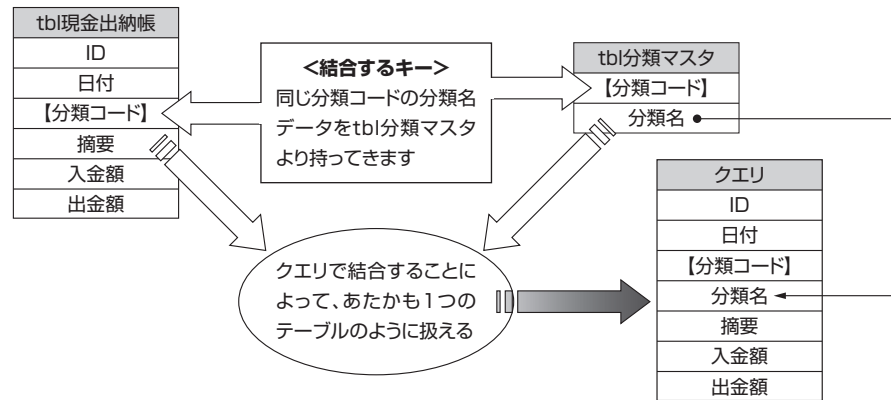 tbl現金出納帳
ID
日付
【分類コード】
摘要
入金額
出金額
<結合するキー>
同じ分類コードの分類名
データをtbl分類マスタ
より持ってきます
tbl分類マスタ
【分類コード】
分類名
クエリで結合することに
よって、あたかも1つの
テーブルのように扱える
クエリ
ID
日付
【分類コード】
分類名
摘要
入金額
出金額